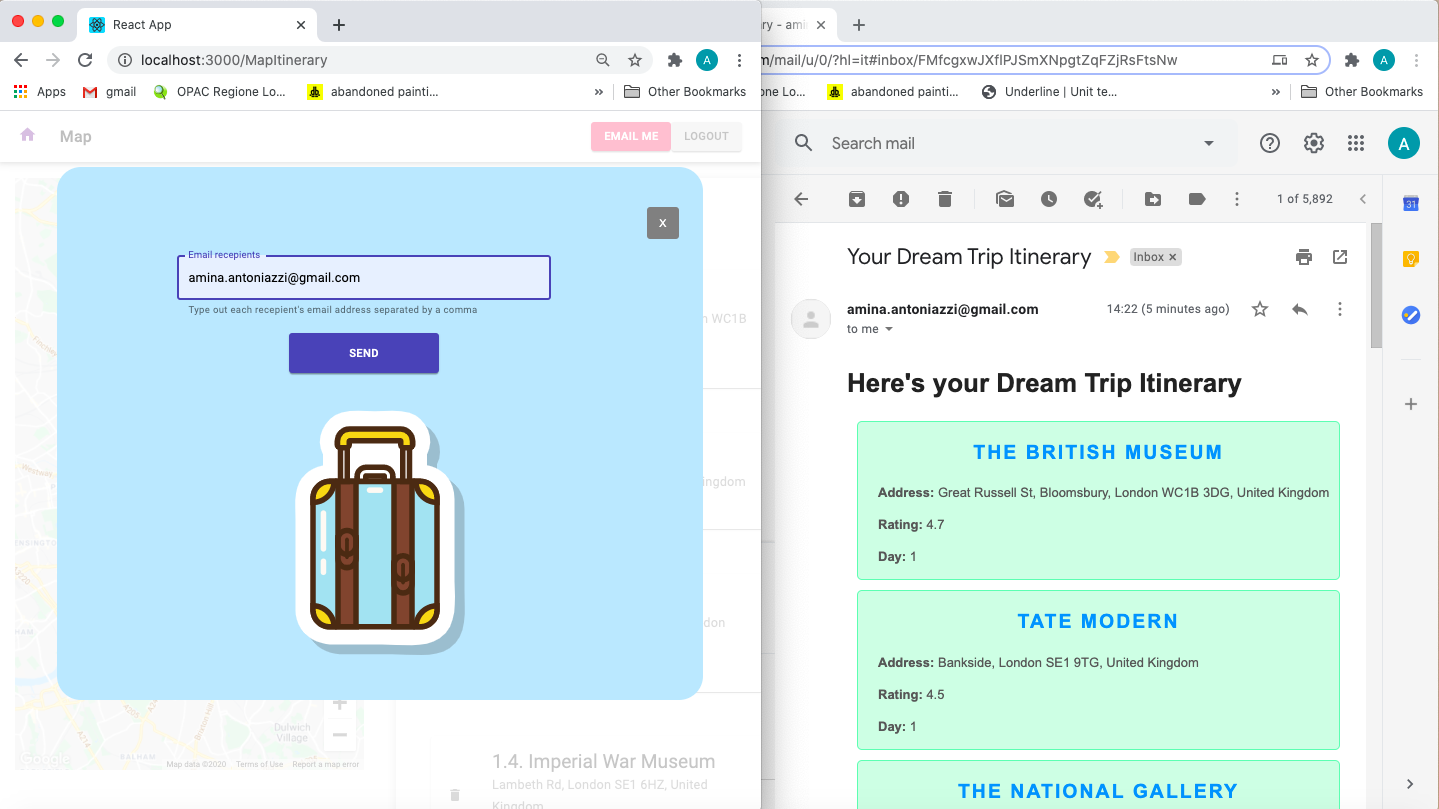 React App
localhost:3000/MapItinerary
A
Apps
gmail
OPAC Regione Lo...
abandoned painti...
»
Other Bookmarks
Map
EMAIL ME
LOGOUT
X
Email recepients
amina.antoniazzi@gmail.com
Type out each recepient's email address separated by a comma
SEND
WC1B
ngdom
don
Dulwich
Village
BALHAM
A214
A205
+
−
Google
Map data ©2020
Terms of Use
Report a map error
1.4. Imperial War Museum
Lambeth Rd, London SE1 6HZ, United
Kingdom
ry - ami
m/mail/u/0/?hl=it#inbox/FMfcgxwJXflPJSmXNpgtZqFZjRsFtsNw
A
one Lo...
abandoned painti...
Underline | Unit te...
»
Other Bookmarks
Search mail
A
1 of 5,892
31
Your Dream Trip Itinerary
Inbox ×
amina.antoniazzi@gmail.com
14:22 (5 minutes ago)
to me
Here's your Dream Trip Itinerary
THE BRITISH MUSEUM
Address: Great Russell St, Bloomsbury, London WC1B 3DG, United Kingdom
Rating: 4.7
Day: 1
TATE MODERN
Address: Bankside, London SE1 9TG, United Kingdom
Rating: 4.5
Day: 1
THE NATIONAL GALLERY